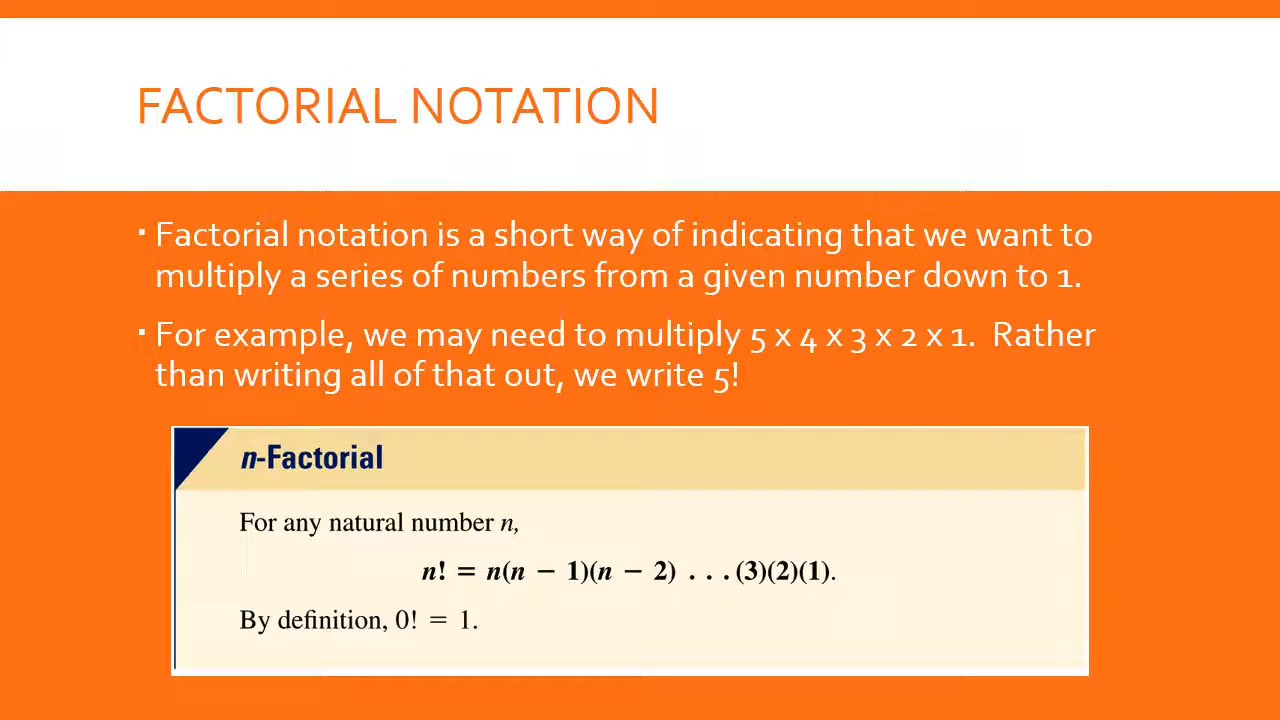 FACTORIAL NOTATION
▪ Factorial notation is a short way of indicating that we want to
multiply a series of numbers from a given number down to 1.
▪ For example, we may need to multiply 5 x 4 x 3 x 2 x 1.  Rather
than writing all of that out, we write 5!
n-Factorial
For any natural number n,
n! = n(n − 1)(n − 2) . . . (3)(2)(1).
By definition, 0! = 1.